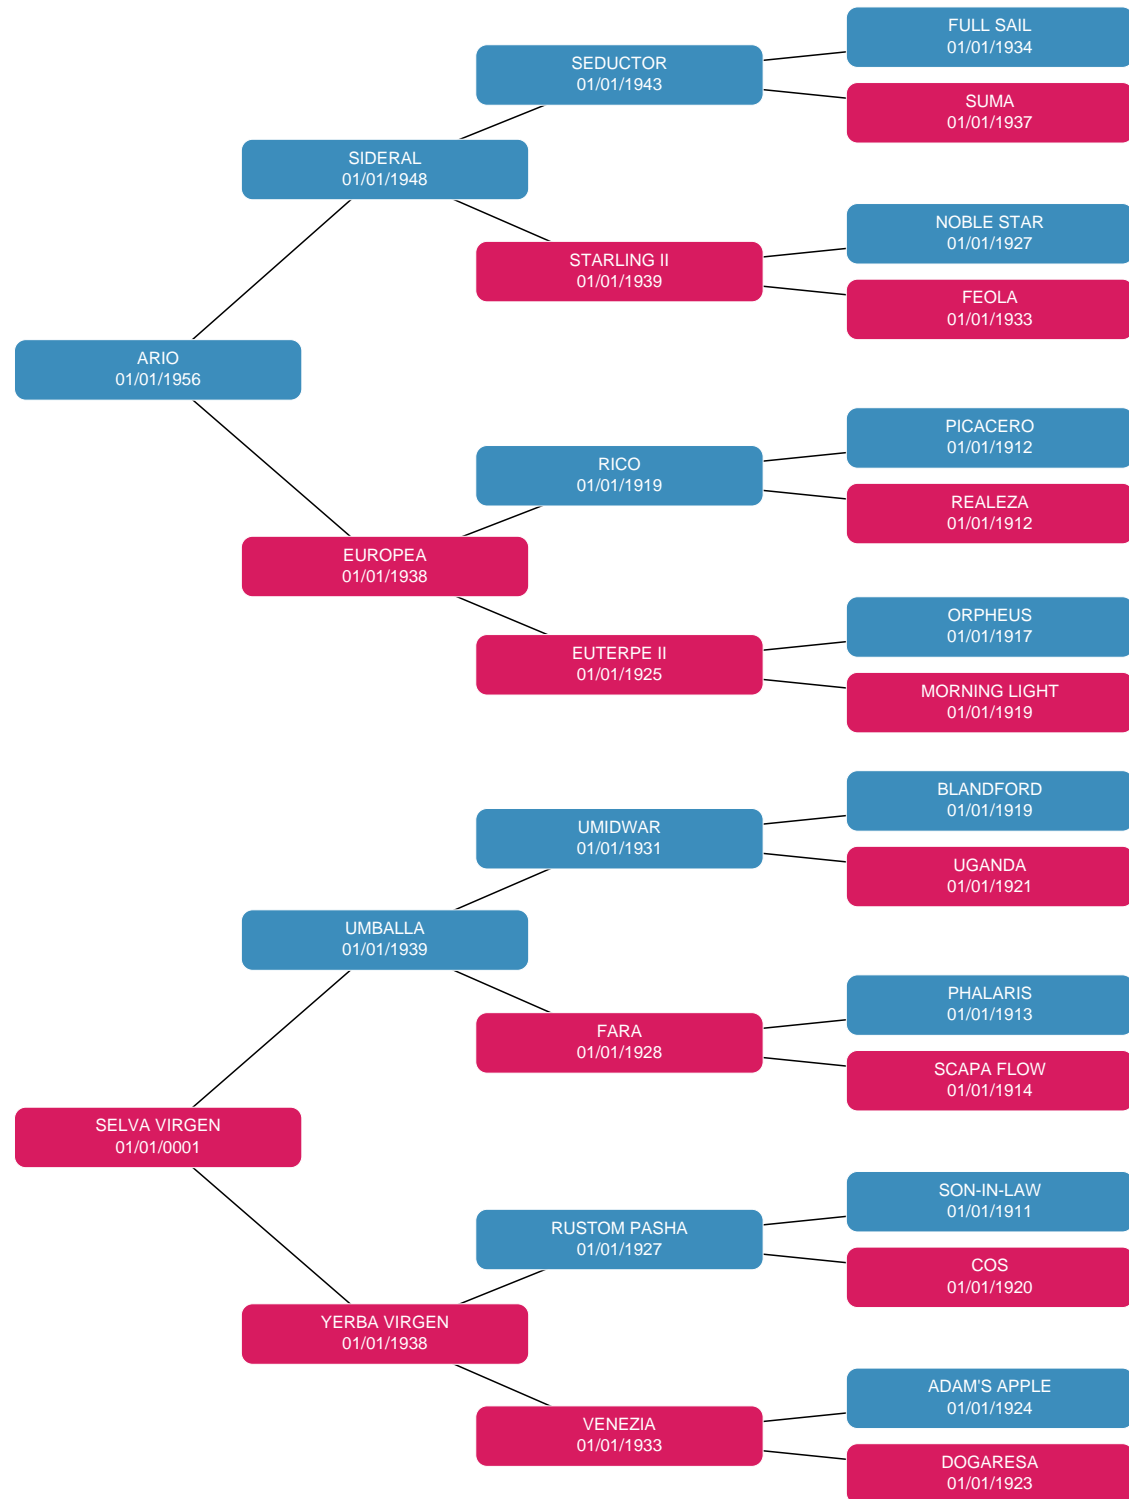 FULL SAIL
01/01/1934
SEDUCTOR
01/01/1943
SUMA
01/01/1937
SIDERAL
01/01/1948
NOBLE STAR
01/01/1927
STARLING II
01/01/1939
FEOLA
01/01/1933
ARIO
01/01/1956
PICACERO
01/01/1912
RICO
01/01/1919
REALEZA
01/01/1912
EUROPEA
01/01/1938
ORPHEUS
01/01/1917
EUTERPE II
01/01/1925
MORNING LIGHT
01/01/1919
BLANDFORD
01/01/1919
UMIDWAR
01/01/1931
UGANDA
01/01/1921
UMBALLA
01/01/1939
PHALARIS
01/01/1913
FARA
01/01/1928
SCAPA FLOW
01/01/1914
SELVA VIRGEN
01/01/0001
SON-IN-LAW
01/01/1911
RUSTOM PASHA
01/01/1927
COS
01/01/1920
YERBA VIRGEN
01/01/1938
ADAM'S APPLE
01/01/1924
VENEZIA
01/01/1933
DOGARESA
01/01/1923